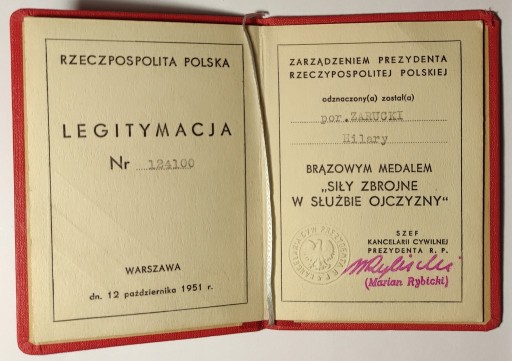 RZECZPOSPOLITA POLSKA
LEGITYMACJA
Nr 124100
WARSZAWA
dn. 12 października 1951 r.
ZARZĄDZENIEM PREZYDENTA
RZECZYPOSPOLITEJ POLSKIEJ
odznaczony(a) został(a)
por. ZARUCKI
Hilary
BRĄZOWYM MEDALEM
„SIŁY ZBROJNE
W SŁUŻBIE OJCZYZNY"
SZEF
KANCELARII CYWILNEJ
PREZYDENTA R. P.
(Marian Rybicki)